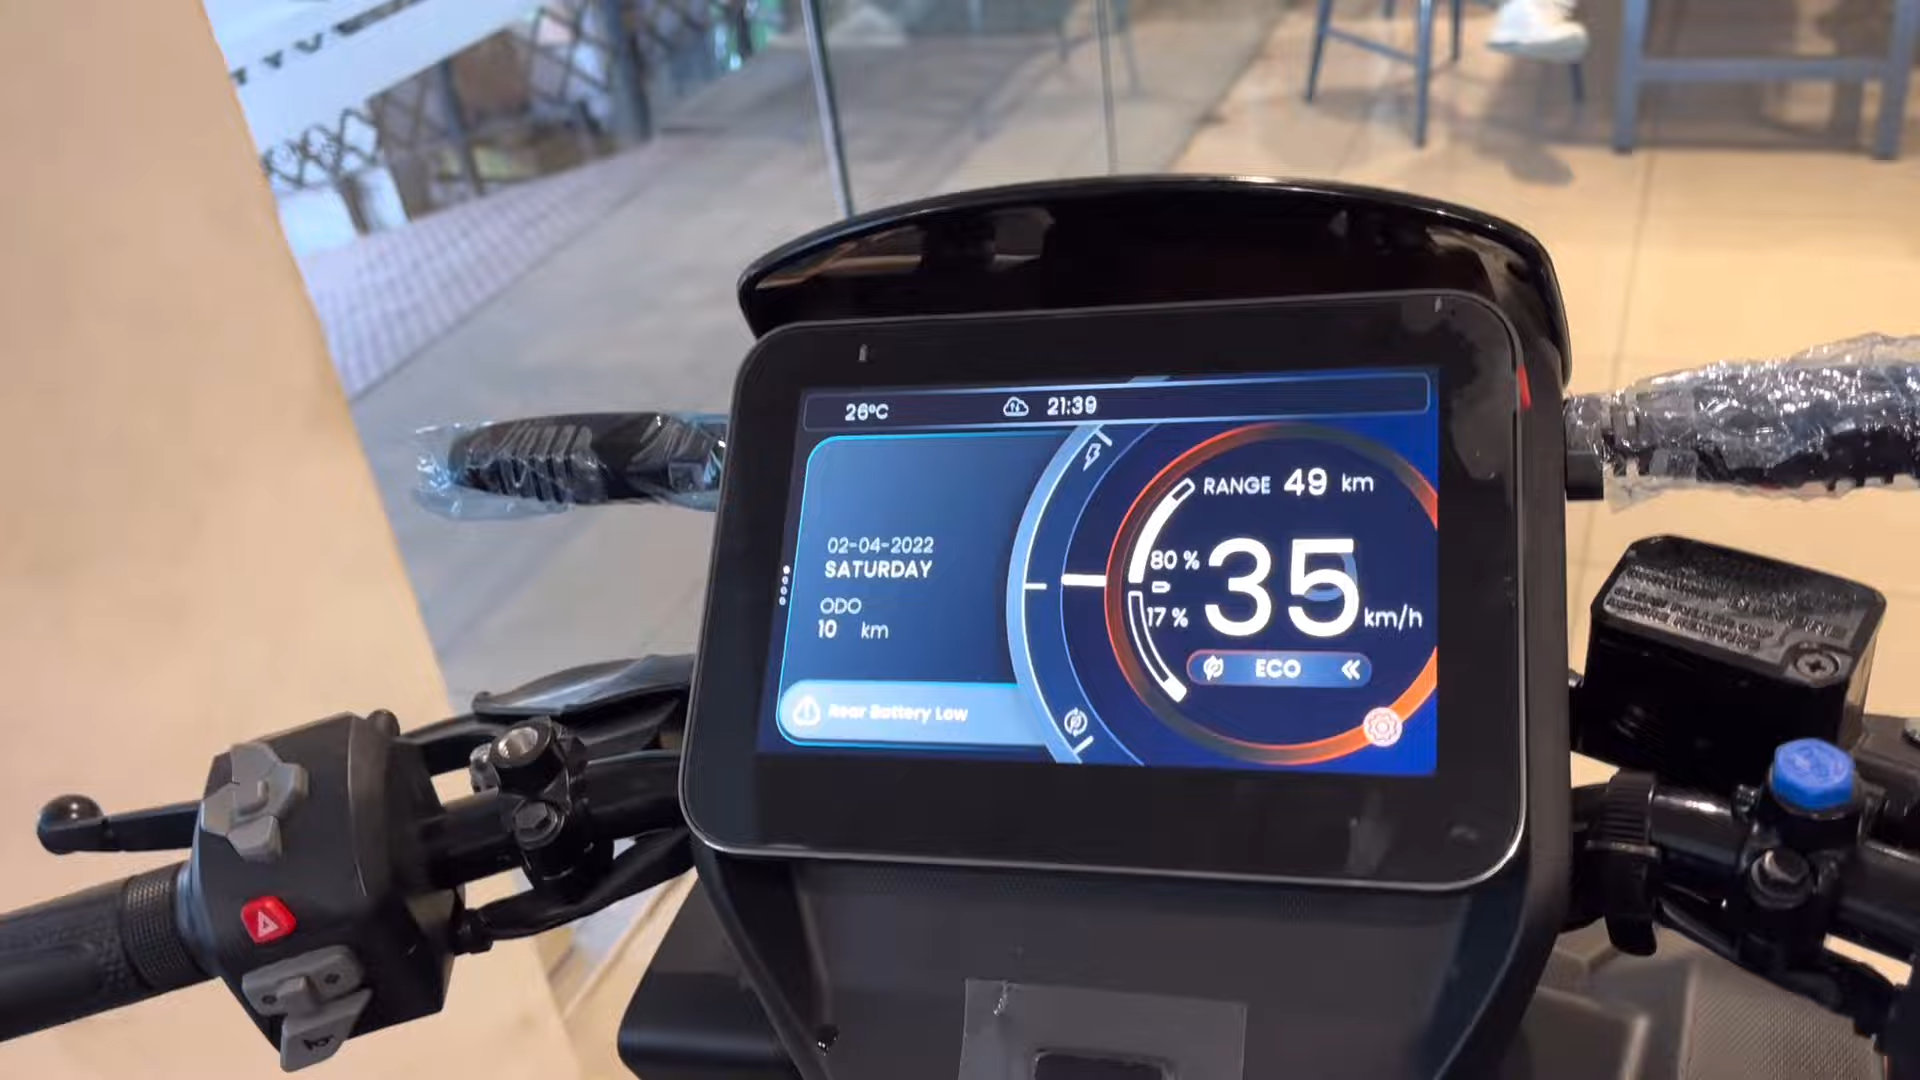 26°C
21:39
RANGE 49 km
02-04-2022
SATURDAY
80 %
35
km/h
ODO
10 km
17 %
ECO
Rear Battery Low